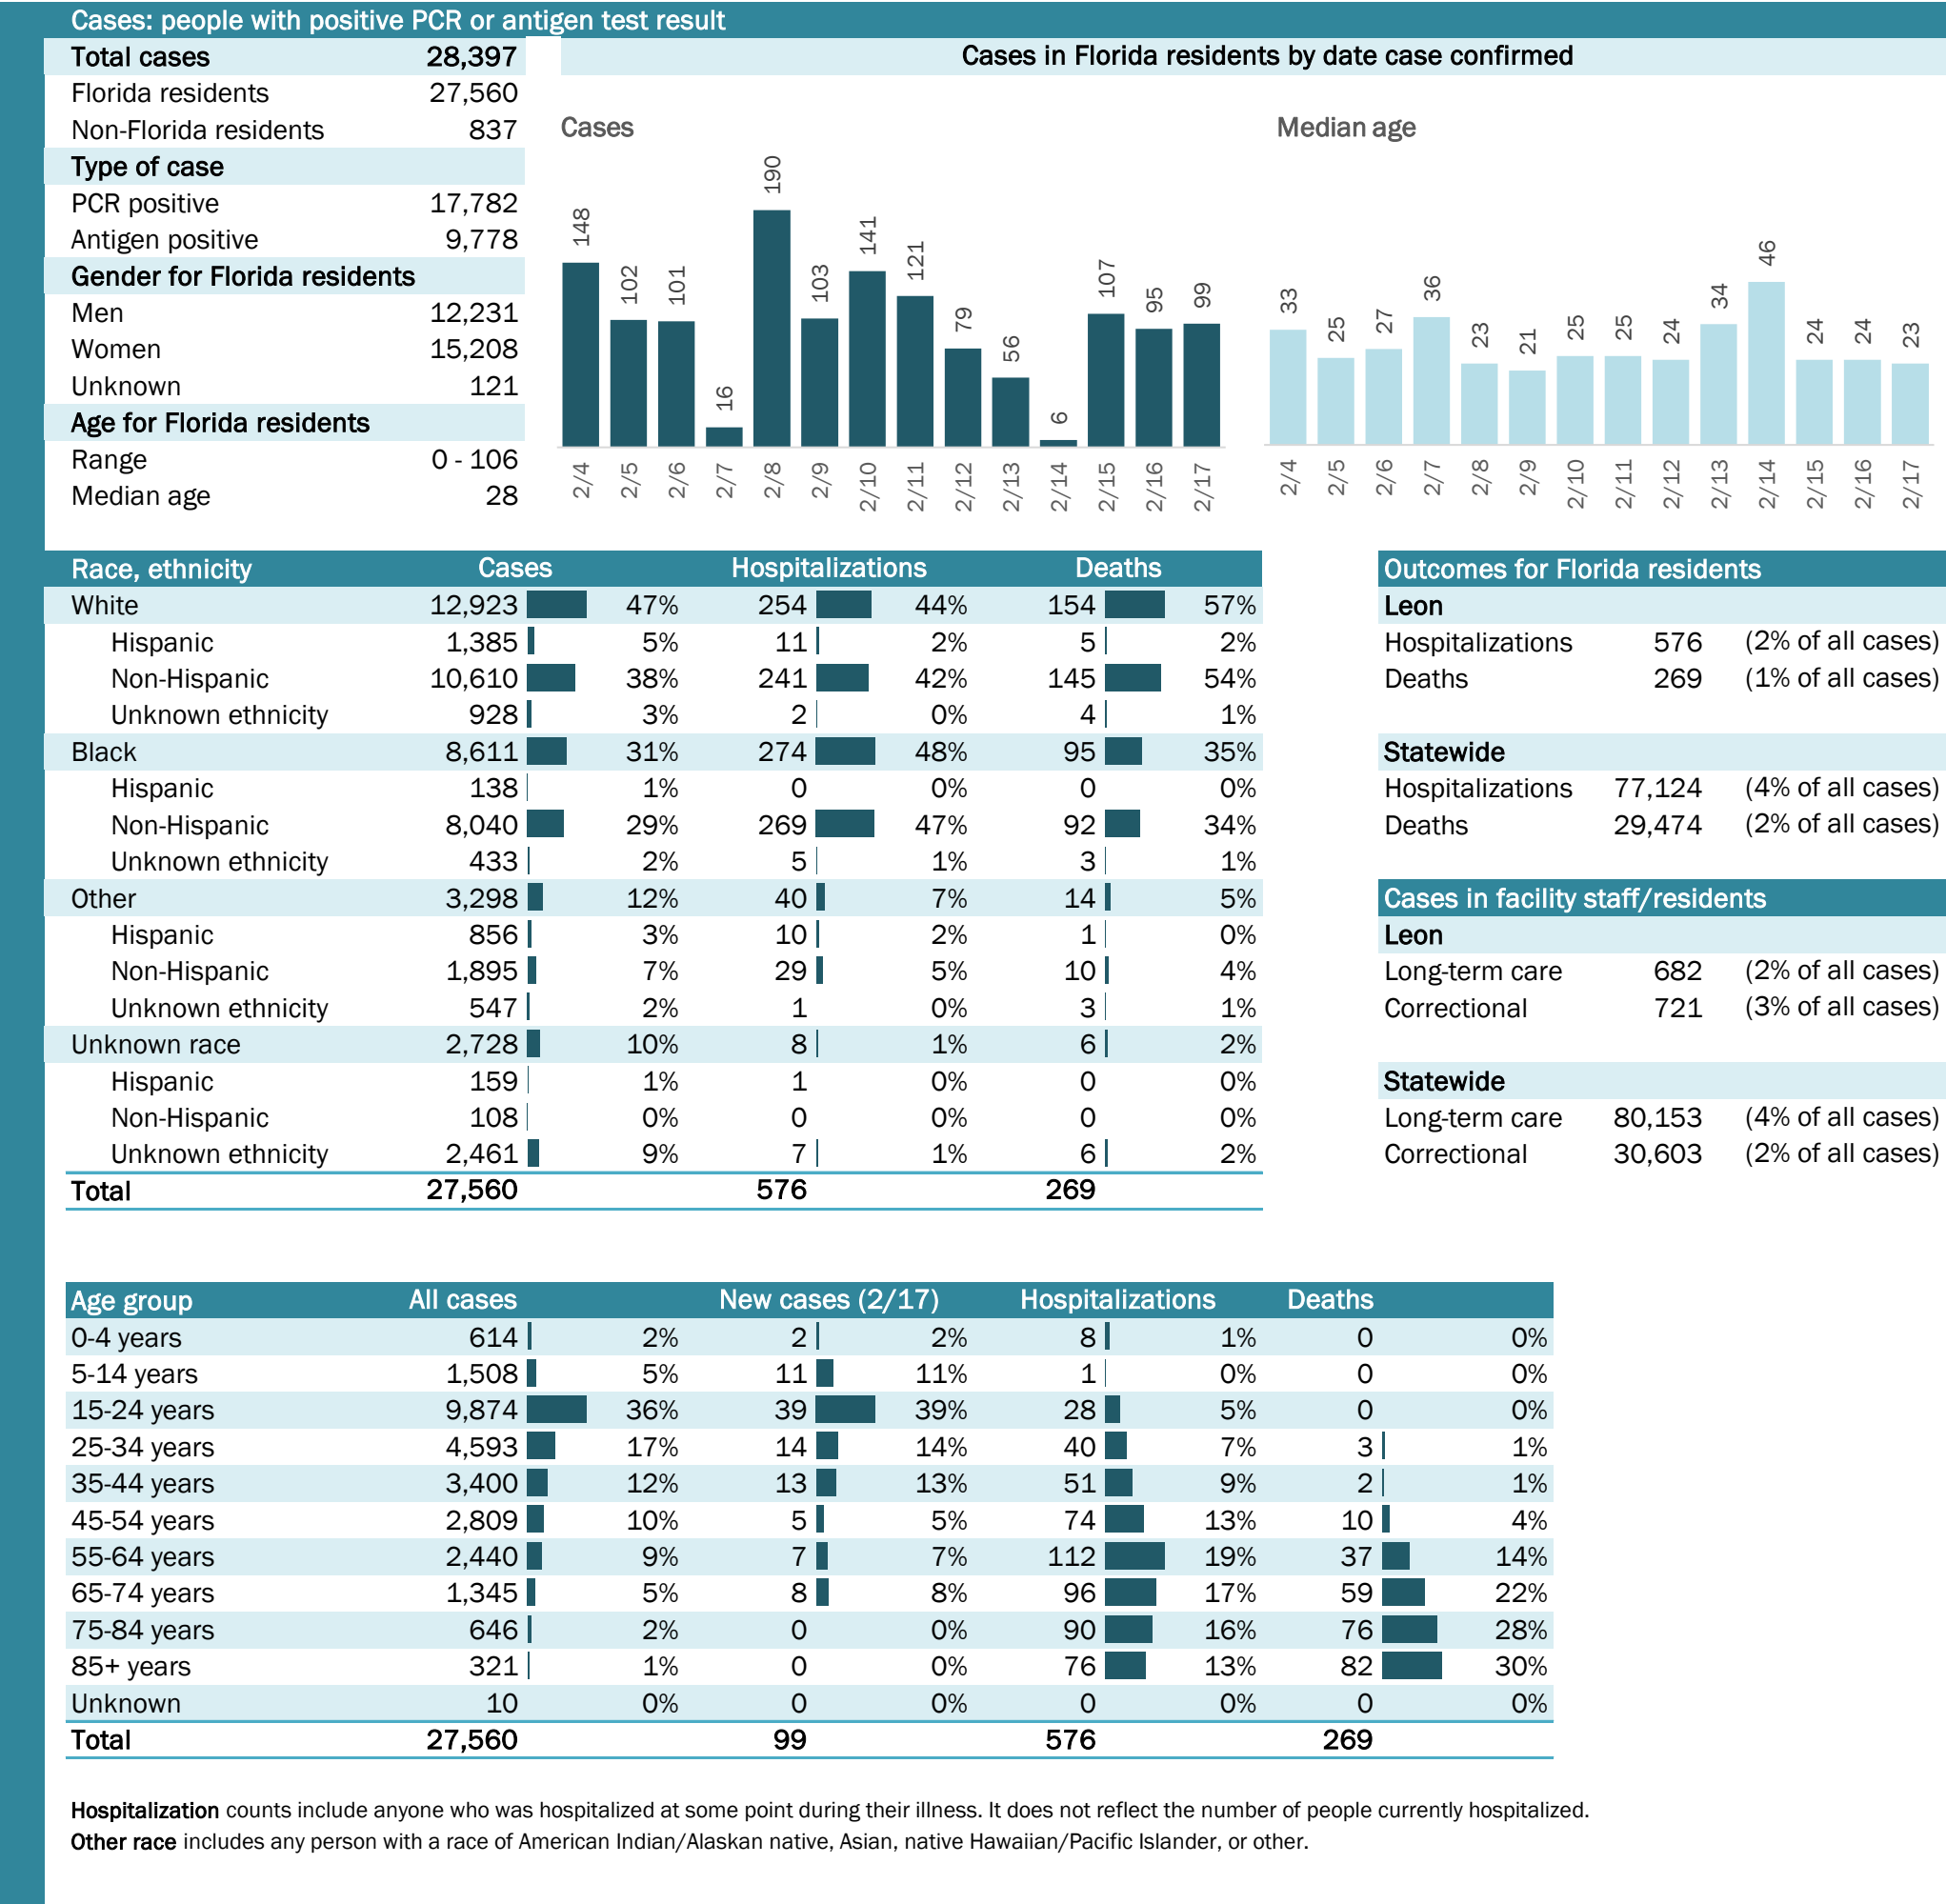 Cases: people with positive PCR or antigen test result
Total cases 28,397
Florida residents 27,560
Non-Florida residents 837
Type of case
PCR positive 17,782
Antigen positive 9,778
Gender for Florida residents
Men 12,231
Women 15,208
Unknown 121
Age for Florida residents
Range 0 - 106
Median age 28
Cases in Florida residents by date case confirmed
Cases
148 102 101 16 190 103 141 121 79 56 6 107 95 99
2/4 2/5 2/6 2/7 2/8 2/9 2/10 2/11 2/12 2/13 2/14 2/15 2/16 2/17
Median age
33 25 27 36 23 21 25 25 24 34 46 24 24 23
2/4 2/5 2/6 2/7 2/8 2/9 2/10 2/11 2/12 2/13 2/14 2/15 2/16 2/17
Race, ethnicity Cases Hospitalizations Deaths
White 12,923 47% 254 44% 154 57%
Hispanic 1,385 5% 11 2% 5 2%
Non-Hispanic 10,610 38% 241 42% 145 54%
Unknown ethnicity 928 3% 2 0% 4 1%
Black 8,611 31% 274 48% 95 35%
Hispanic 138 1% 0 0% 0 0%
Non-Hispanic 8,040 29% 269 47% 92 34%
Unknown ethnicity 433 2% 5 1% 3 1%
Other 3,298 12% 40 7% 14 5%
Hispanic 856 3% 10 2% 1 0%
Non-Hispanic 1,895 7% 29 5% 10 4%
Unknown ethnicity 547 2% 1 0% 3 1%
Unknown race 2,728 10% 8 1% 6 2%
Hispanic 159 1% 1 0% 0 0%
Non-Hispanic 108 0% 0 0% 0 0%
Unknown ethnicity 2,461 9% 7 1% 6 2%
Total 27,560 576 269
Outcomes for Florida residents
Leon
Hospitalizations 576 (2% of all cases)
Deaths 269 (1% of all cases)
Statewide
Hospitalizations 77,124 (4% of all cases)
Deaths 29,474 (2% of all cases)
Cases in facility staff/residents
Leon
Long-term care 682 (2% of all cases)
Correctional 721 (3% of all cases)
Statewide
Long-term care 80,153 (4% of all cases)
Correctional 30,603 (2% of all cases)
Age group All cases New cases (2/17) Hospitalizations Deaths
0-4 years 614 2% 2 2% 8 1% 0 0%
5-14 years 1,508 5% 11 11% 1 0% 0 0%
15-24 years 9,874 36% 39 39% 28 5% 0 0%
25-34 years 4,593 17% 14 14% 40 7% 3 1%
35-44 years 3,400 12% 13 13% 51 9% 2 1%
45-54 years 2,809 10% 5 5% 74 13% 10 4%
55-64 years 2,440 9% 7 7% 112 19% 37 14%
65-74 years 1,345 5% 8 8% 96 17% 59 22%
75-84 years 646 2% 0 0% 90 16% 76 28%
85+ years 321 1% 0 0% 76 13% 82 30%
Unknown 10 0% 0 0% 0 0% 0 0%
Total 27,560 99 576 269
Hospitalization counts include anyone who was hospitalized at some point during their illness. It does not reflect the number of people currently hospitalized.
Other race includes any person with a race of American Indian/Alaskan native, Asian, native Hawaiian/Pacific Islander, or other.